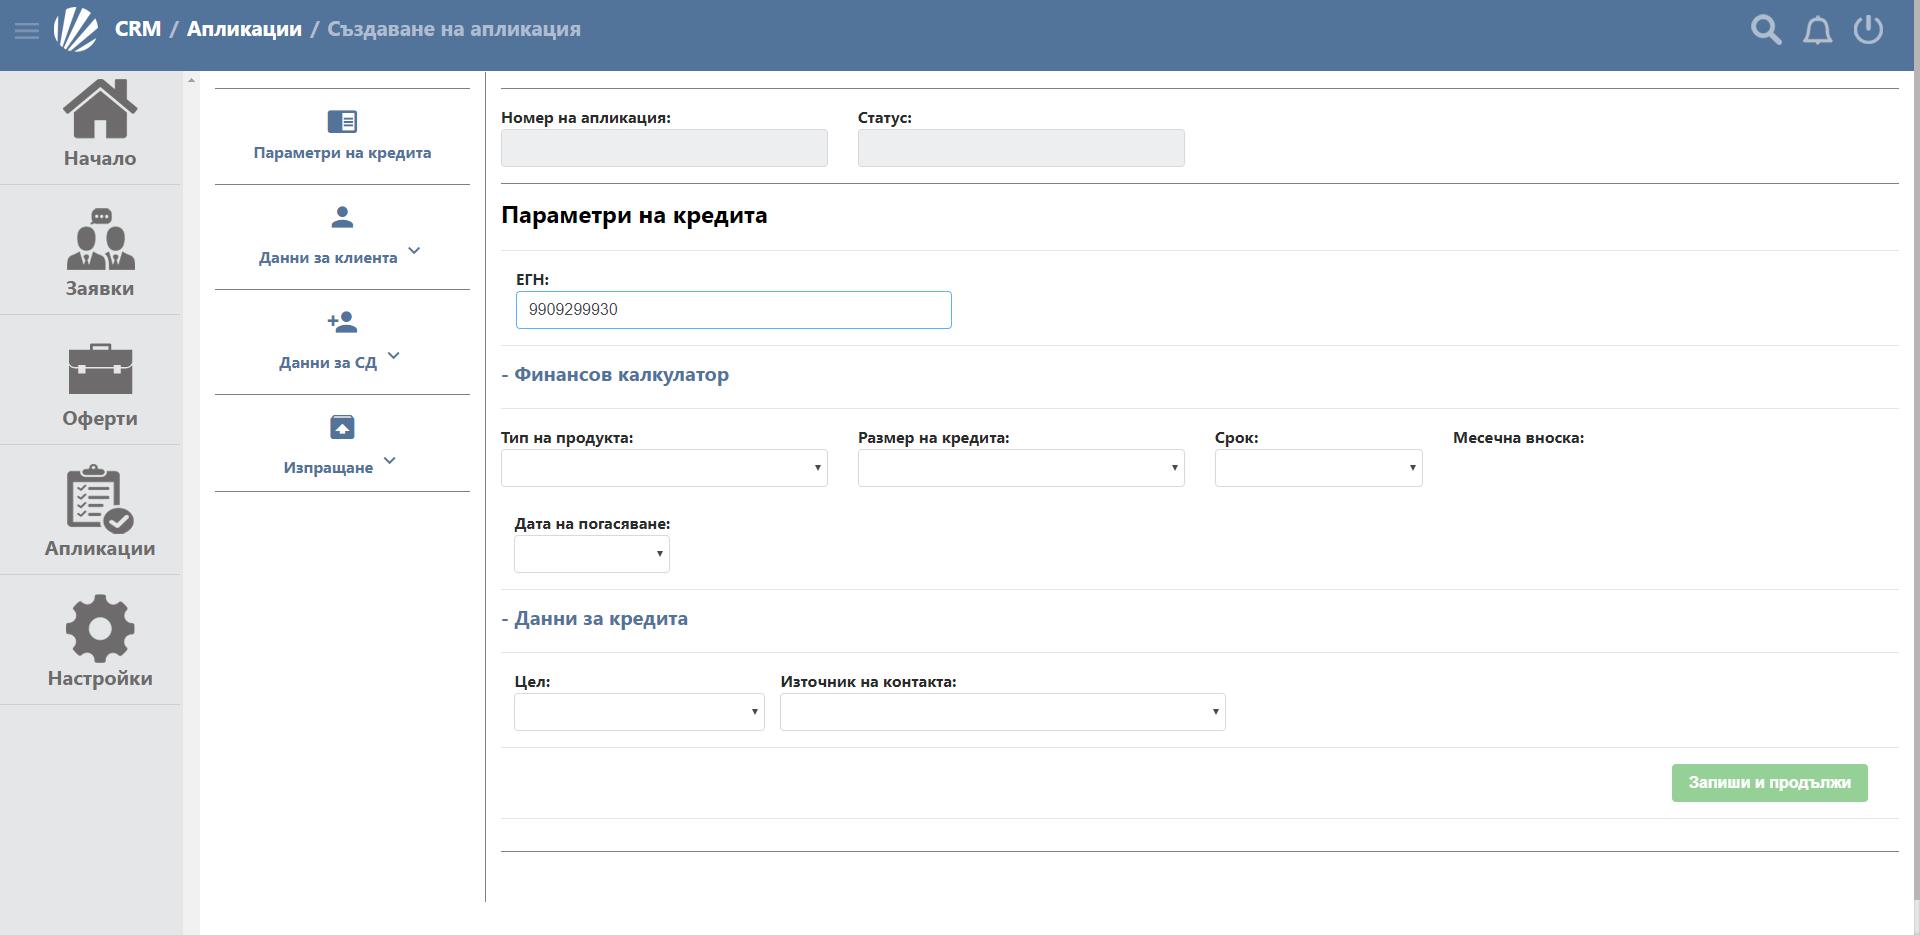 CRM / Апликации / Създаване на апликация
Начало
Заявки
Оферти
Апликации
Настройки
Параметри на кредита
Данни за клиента
Данни за СД
Изпращане
Номер на апликация: Статус:
Параметри на кредита
ЕГН:
9909299930
- Финансов калкулатор
Тип на продукта: Размер на кредита: Срок: Месечна вноска:
Дата на погасяване:
- Данни за кредита
Цел: Източник на контакта:
Запиши и продължи